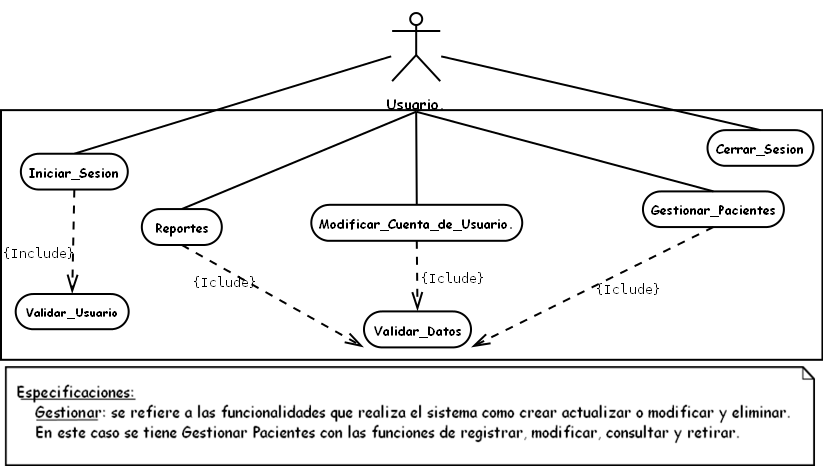 Usuario.
Cerrar_Sesion
Iniciar_Sesion
Gestionar_Pacientes
Reportes
Modificar_Cuenta_de_Usuario.
{Include}
{Iclude}
{Iclude}
{Iclude}
Validar_Usuario
Validar_Datos
Especificaciones:
Gestionar: se refiere a las funcionalidades que realiza el sistema como crear actualizar o modificar y eliminar.
En este caso se tiene Gestionar Pacientes con las funciones de registrar, modificar, consultar y retirar.